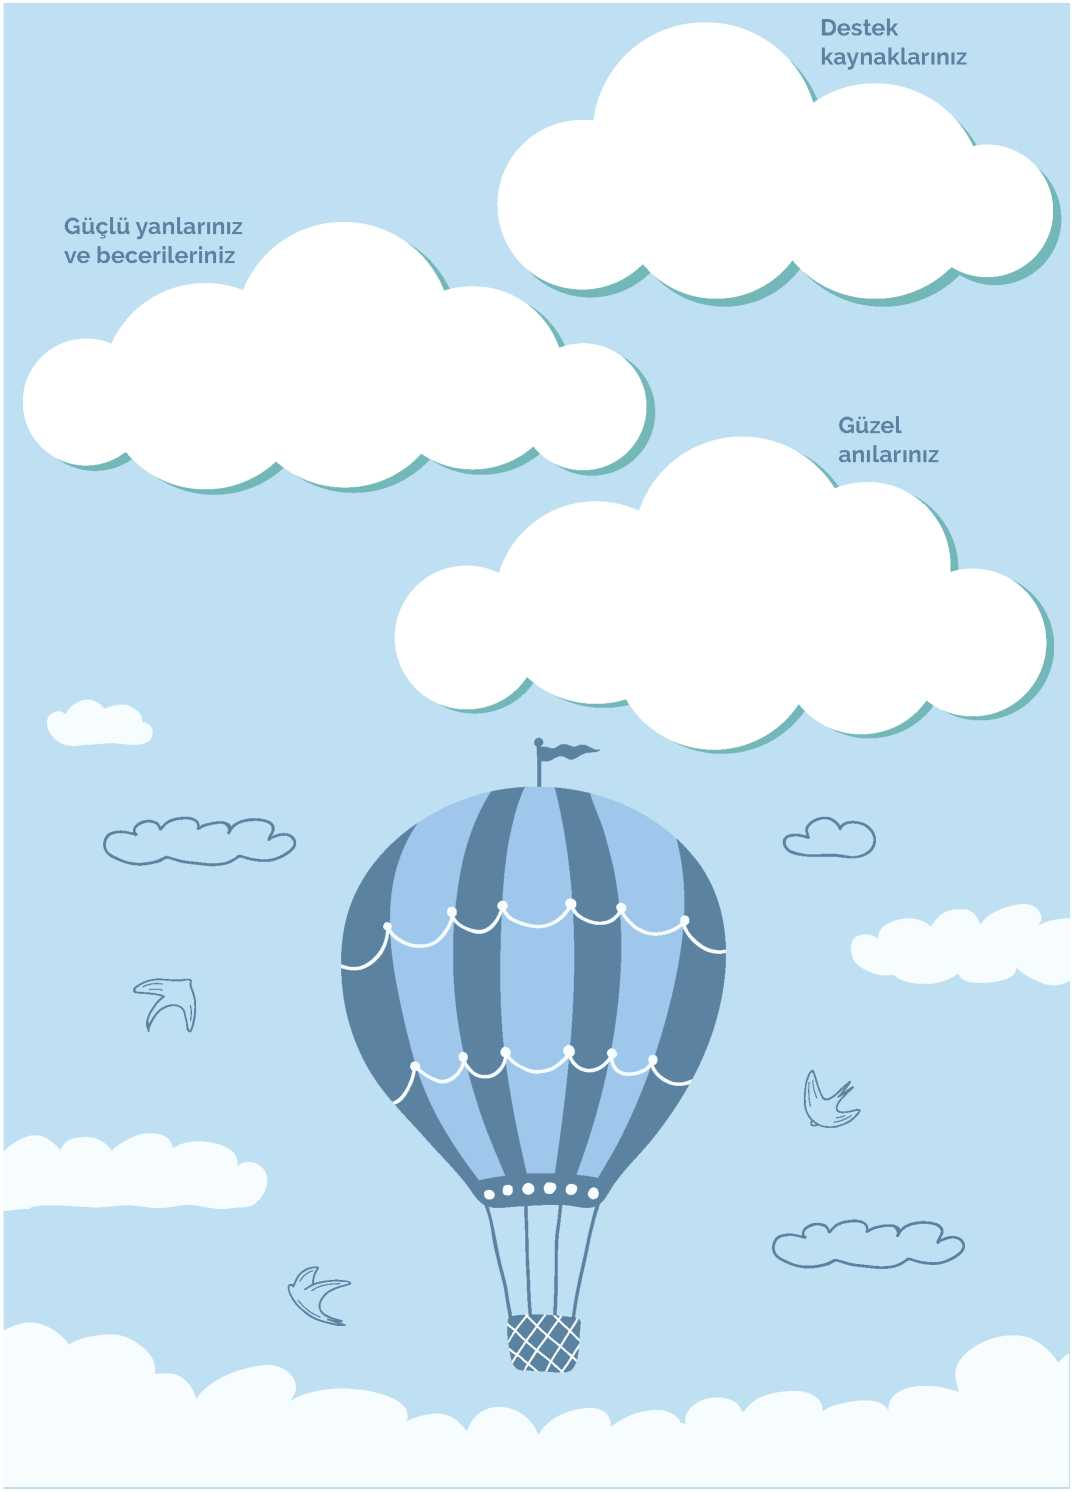 Destek
kaynaklarınız
Güçlü yanlarınız
ve becerileriniz
Güzel
anılarınız